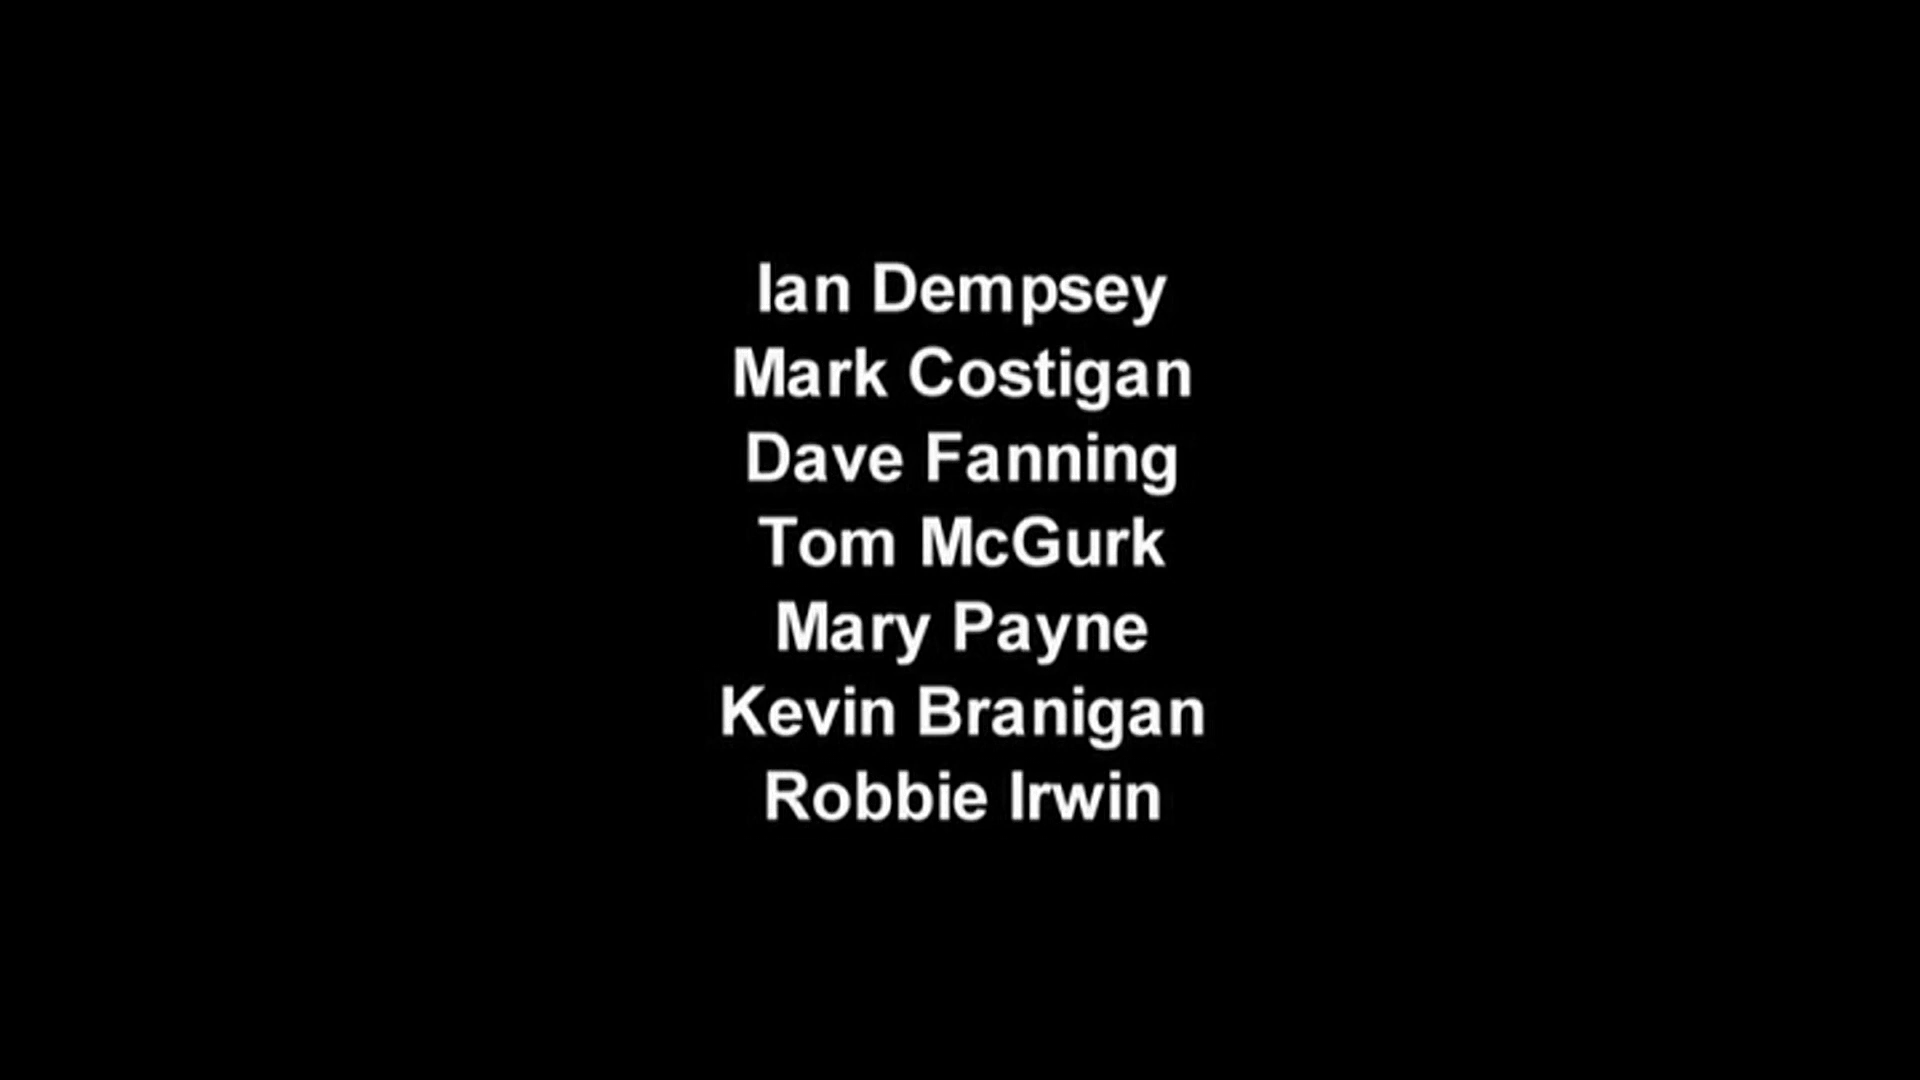 Ian Dempsey
Mark Costigan
Dave Fanning
Tom McGurk
Mary Payne
Kevin Branigan
Robbie Irwin